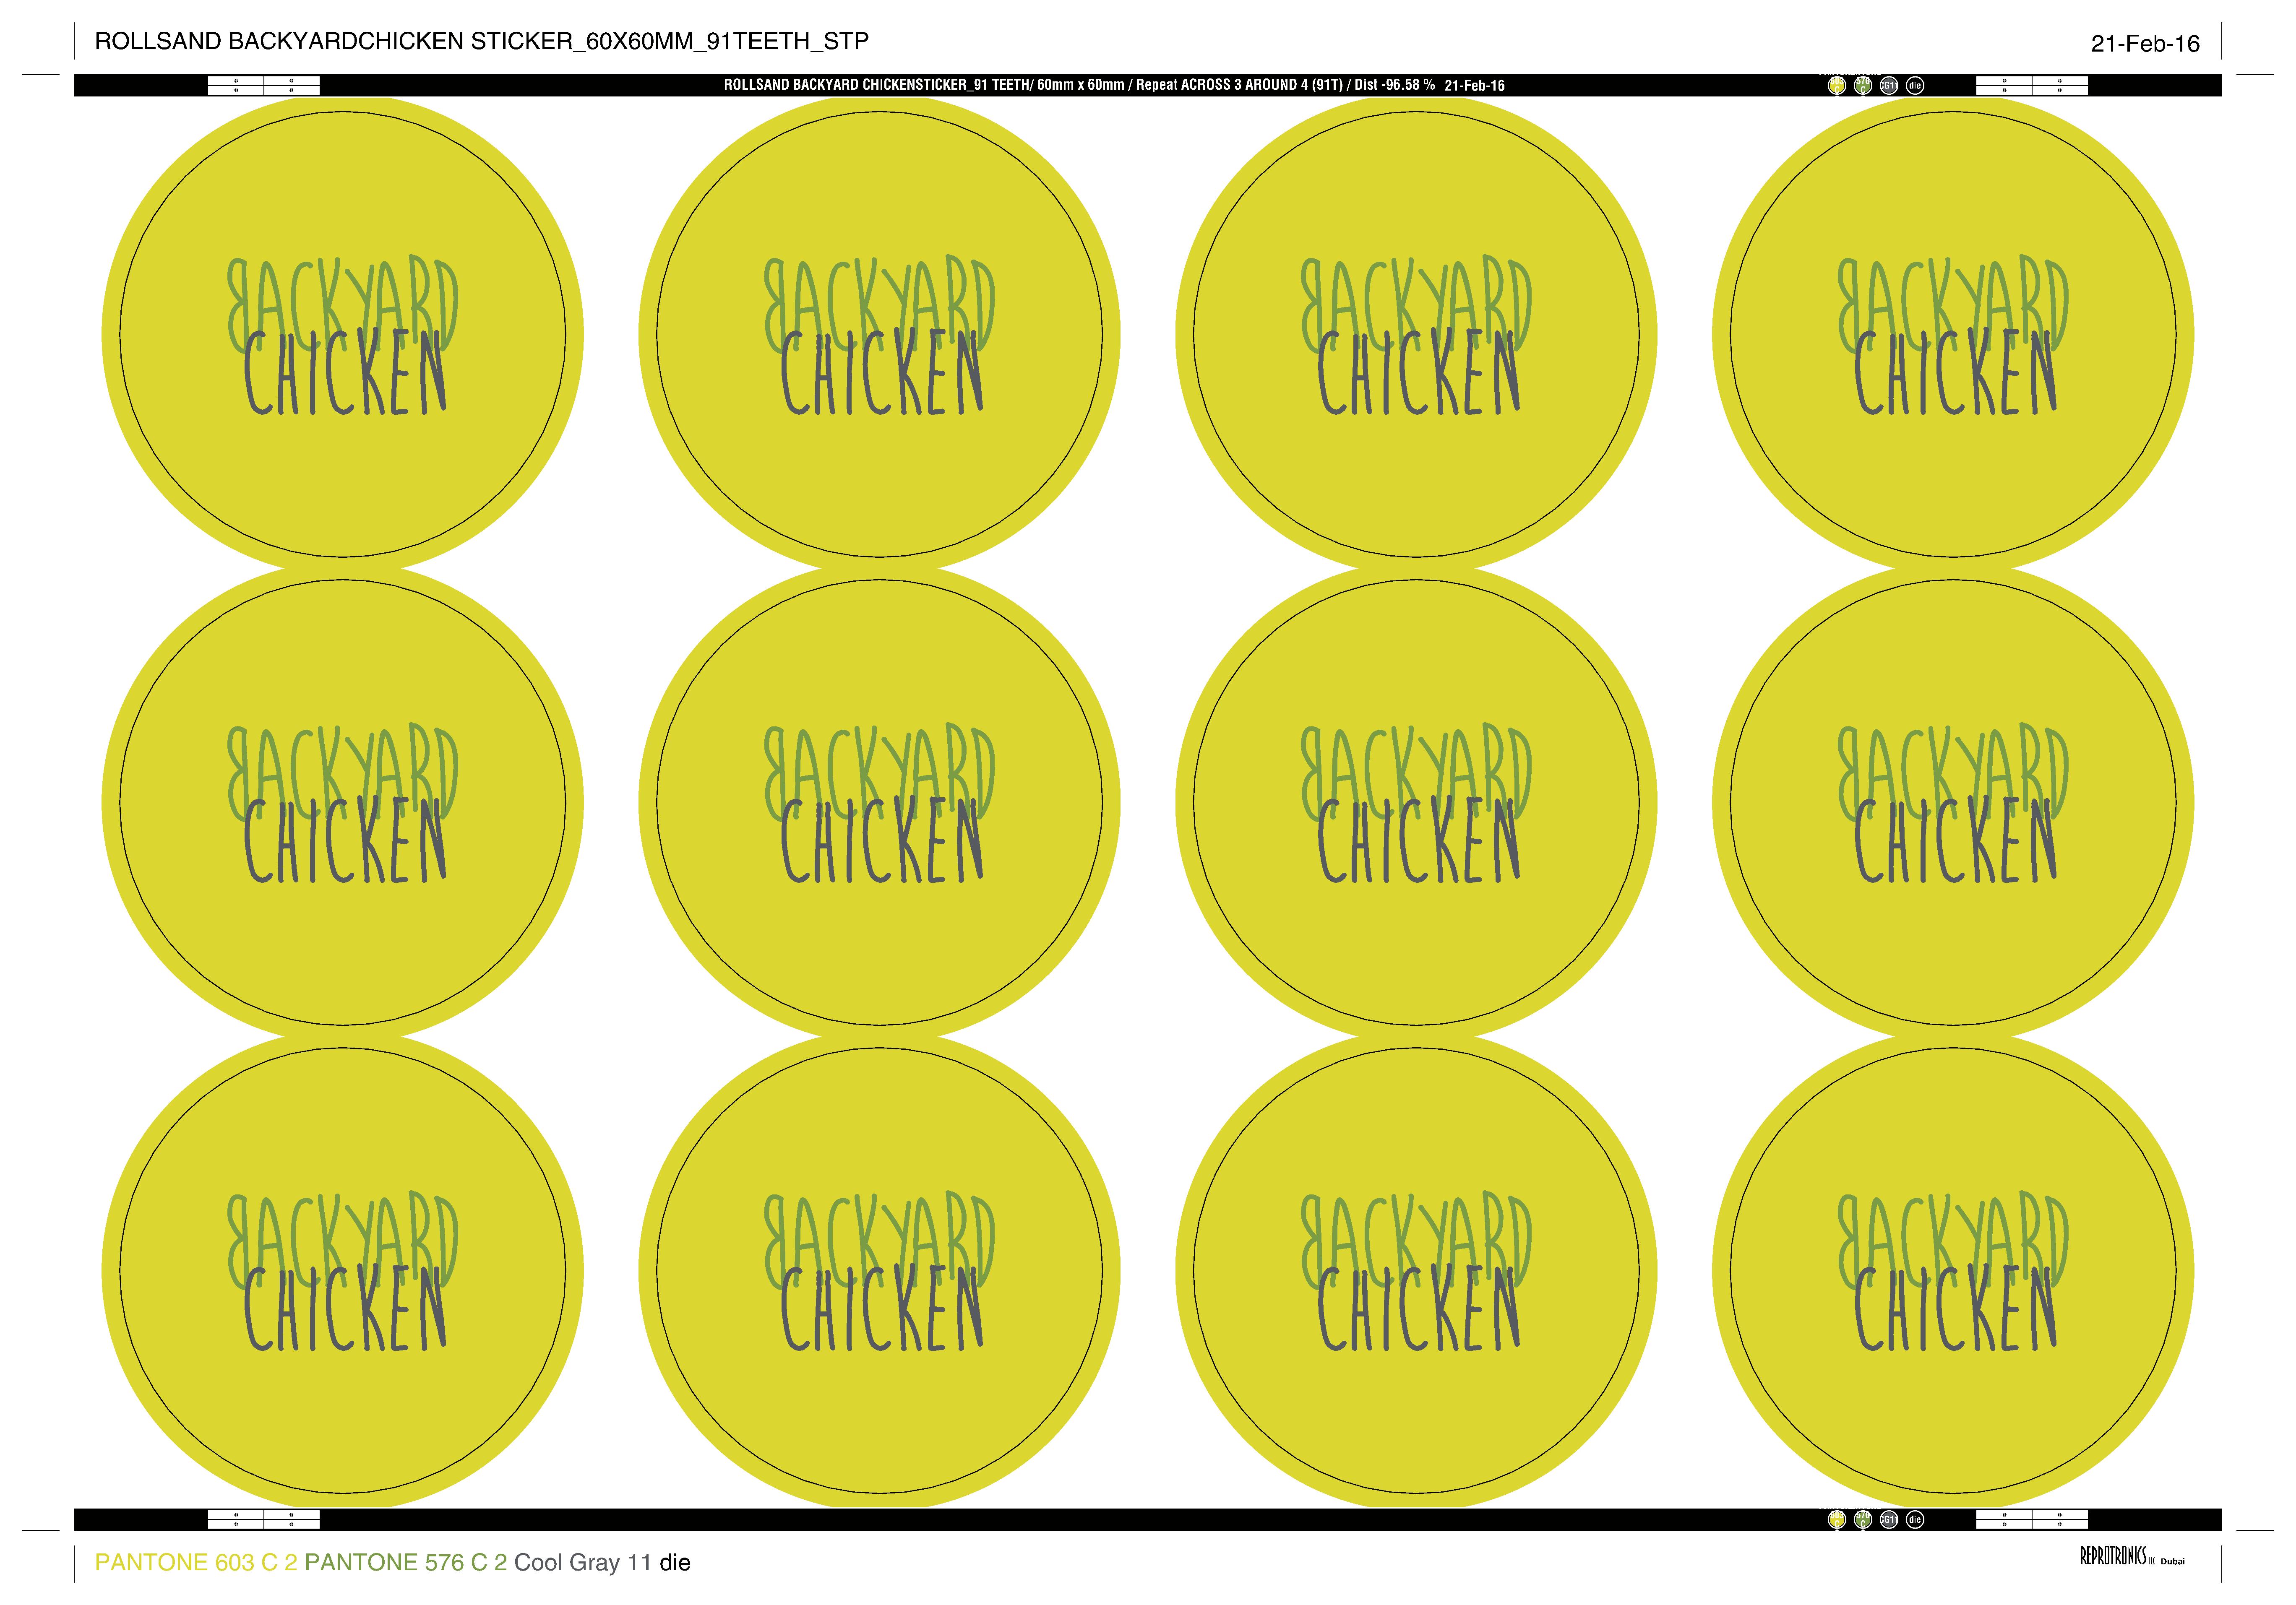 ROLLSAND BACKYARDCHICKEN STICKER_60X60MM_91TEETH_STP
21-Feb-16
ROLLSAND BACKYARD CHICKENSTICKER_91 TEETH/ 60mm x 60mm / Repeat ACROSS 3 AROUND 4 (91T) / Dist -96.58 % 21-Feb-16
CG11 die
BACKYARD BACKYARD BACKYARD BACKYARD
CHICKEN CHICKEN CHICKEN CHICKEN
BACKYARD BACKYARD BACKYARD BACKYARD
CHICKEN CHICKEN CHICKEN CHICKEN
BACKYARD BACKYARD BACKYARD BACKYARD
CHICKEN CHICKEN CHICKEN CHICKEN
CG11 die
PANTONE 603 C 2 PANTONE 576 C 2 Cool Gray 11 die
REPROTRONICS LLC Dubai